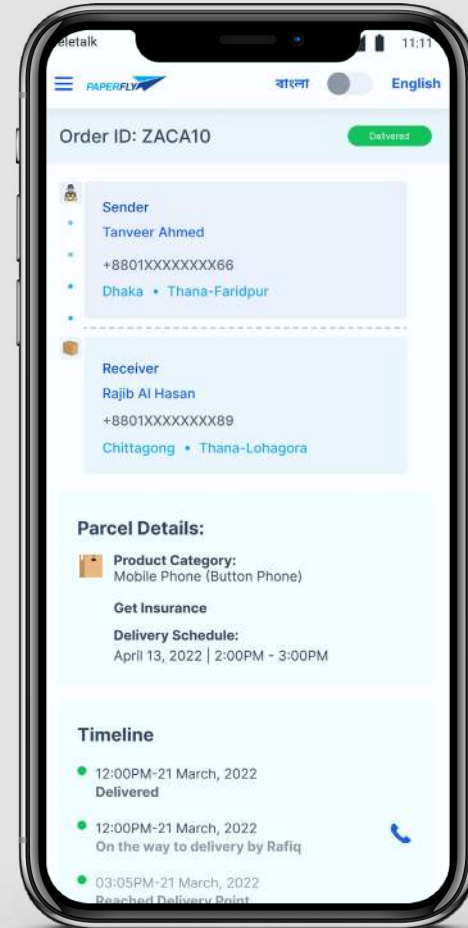 eletalk 11:11
PAPERFLY বাংলা English
Order ID: ZACA10 Delivered
Sender
Tanveer Ahmed
+8801XXXXXXXX66
Dhaka • Thana-Faridpur
Receiver
Rajib Al Hasan
+8801XXXXXXXX89
Chittagong • Thana-Lohagora
Parcel Details:
Product Category:
Mobile Phone (Button Phone)
Get Insurance
Delivery Schedule:
April 13, 2022 | 2:00PM - 3:00PM
Timeline
12:00PM-21 March, 2022
Delivered
12:00PM-21 March, 2022
On the way to delivery by Rafiq
03:05PM-21 March, 2022
Reached Delivery Point